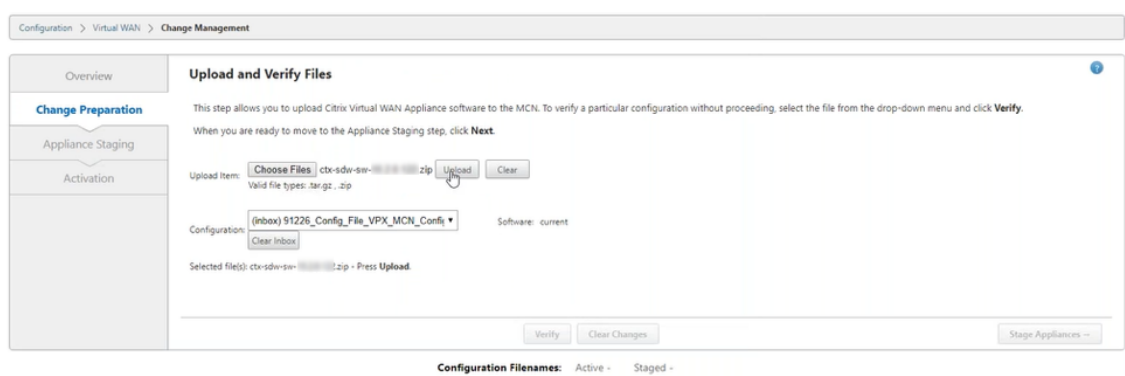 Configuration > Virtual WAN > Change Management
Overview
Change Preparation
Appliance Staging
Activation
Upload and Verify Files
?
This step allows you to upload Citrix Virtual WAN Appliance software to the MCN. To verify a particular configuration without proceeding, select the file from the drop-down menu and click Verify.
When you are ready to move to the Appliance Staging step, click Next.
Upload Item: Choose Files ctx-sdw-sw- zip Upload Clear
Valid file types: .tar.gz , .zip
Configuration: (inbox) 91226_Config_File_VPX_MCN_Config Software: current
Clear Inbox
Selected file(s): ctx-sdw-sw- .zip - Press Upload.
Verify Clear Changes Stage Appliances --
Configuration Filenames: Active - Staged -